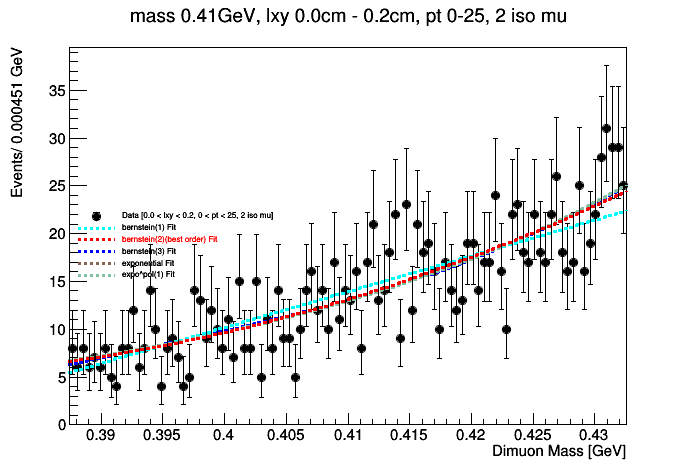 mass 0.41GeV, lxy 0.0cm - 0.2cm, pt 0-25, 2 iso mu
Events/ 0.000451 GeV
35
30
25
20
15
10
5
0
Data [0.0 < lxy < 0.2, 0 < pt < 25, 2 iso mu]
bernstein(1) Fit
bernstein(2)(best order) Fit
bernstein(3) Fit
exponential Fit
expo*pol(1) Fit
0.39 0.395 0.4 0.405 0.41 0.415 0.42 0.425 0.43
Dimuon Mass [GeV]